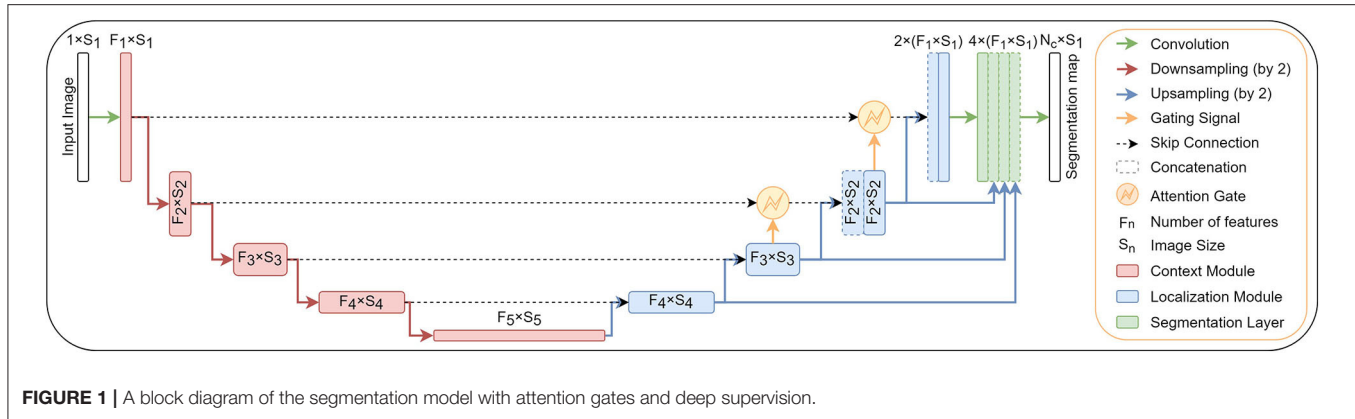 1×S1
F1×S1
2×(F1×S1)
4×(F1×S1)
Nc×S1
Input Image
Segmentation map
F2×S2
F2×S2
F2×S2
F3×S3
F3×S3
F4×S4
F4×S4
F5×S5
Convolution
Downsampling (by 2)
Upsampling (by 2)
Gating Signal
Skip Connection
Concatenation
Attention Gate
Fn Number of features
Sn Image Size
Context Module
Localization Module
Segmentation Layer
FIGURE 1 | A block diagram of the segmentation model with attention gates and deep supervision.